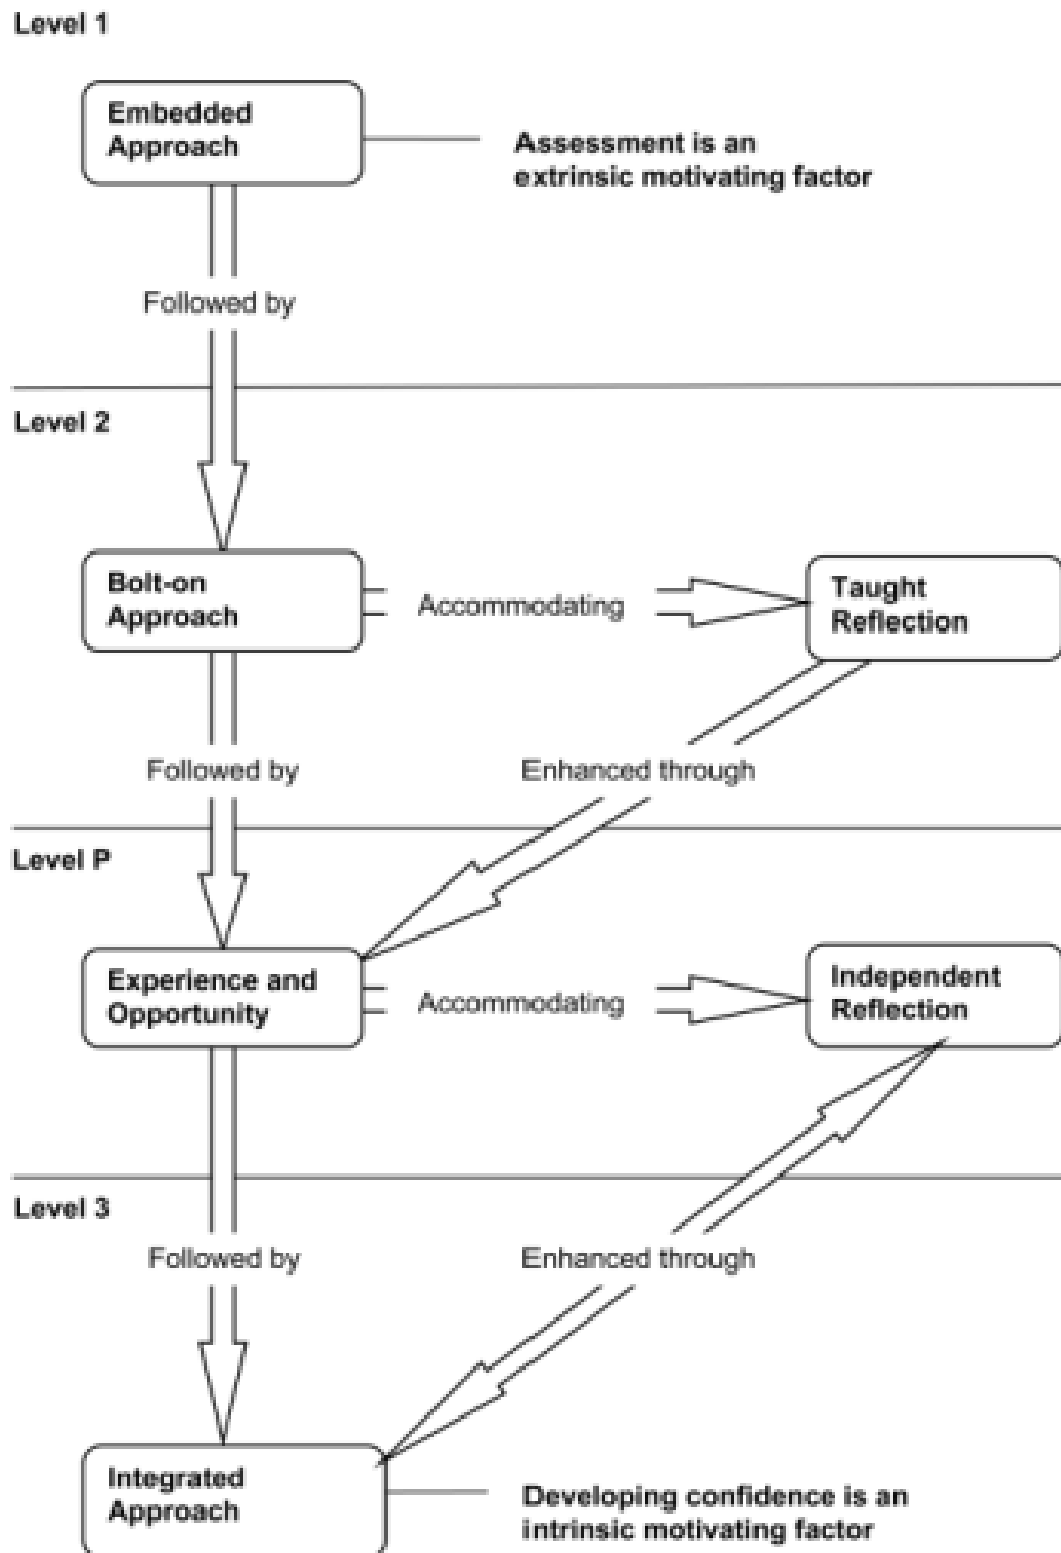 Level 1
Embedded
Approach
Assessment is an
extrinsic motivating factor
Followed by
Level 2
Bolt-on
Approach
Accommodating
Taught
Reflection
Followed by
Enhanced through
Level P
Experience and
Opportunity
Accommodating
Independent
Reflection
Level 3
Followed by
Enhanced through
Integrated
Approach
Developing confidence is an
intrinsic motivating factor